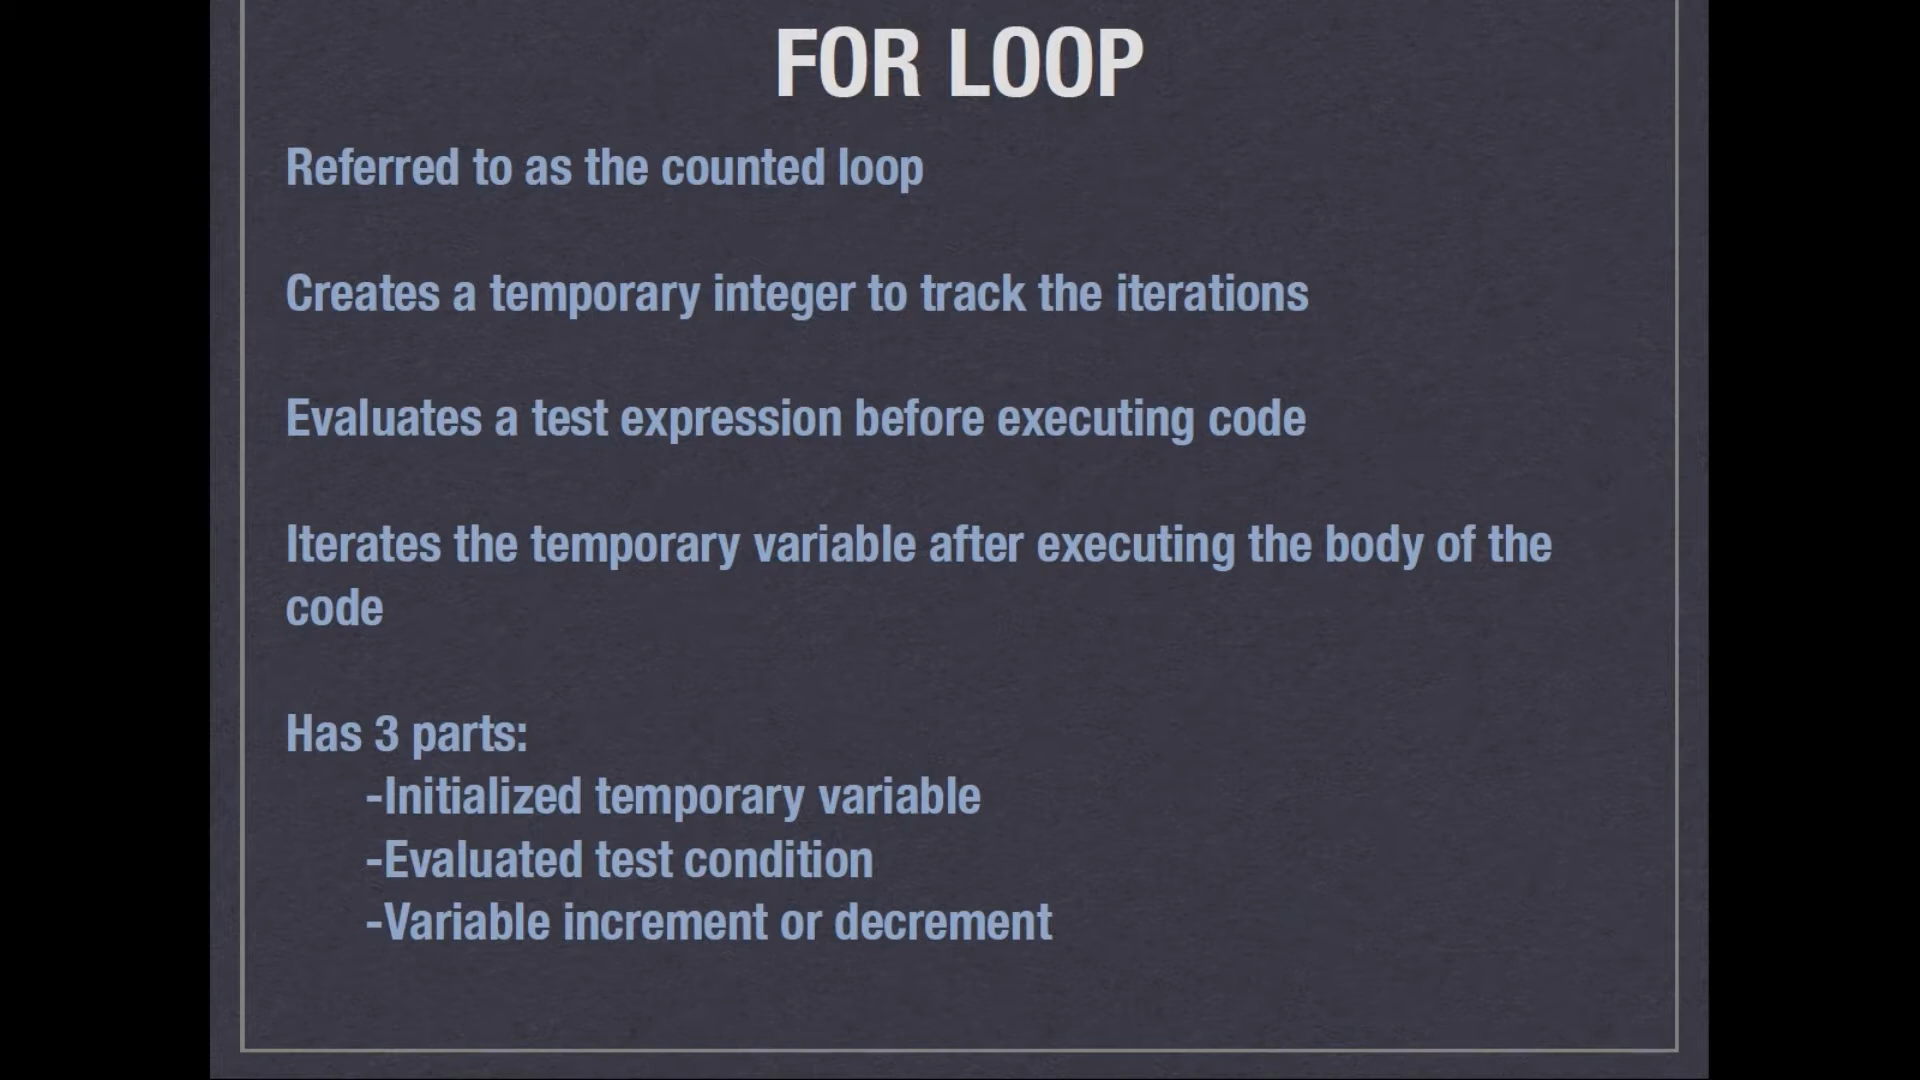 FOR LOOP
Referred to as the counted loop
Creates a temporary integer to track the iterations
Evaluates a test expression before executing code
Iterates the temporary variable after executing the body of the
code
Has 3 parts:
-Initialized temporary variable
-Evaluated test condition
-Variable increment or decrement